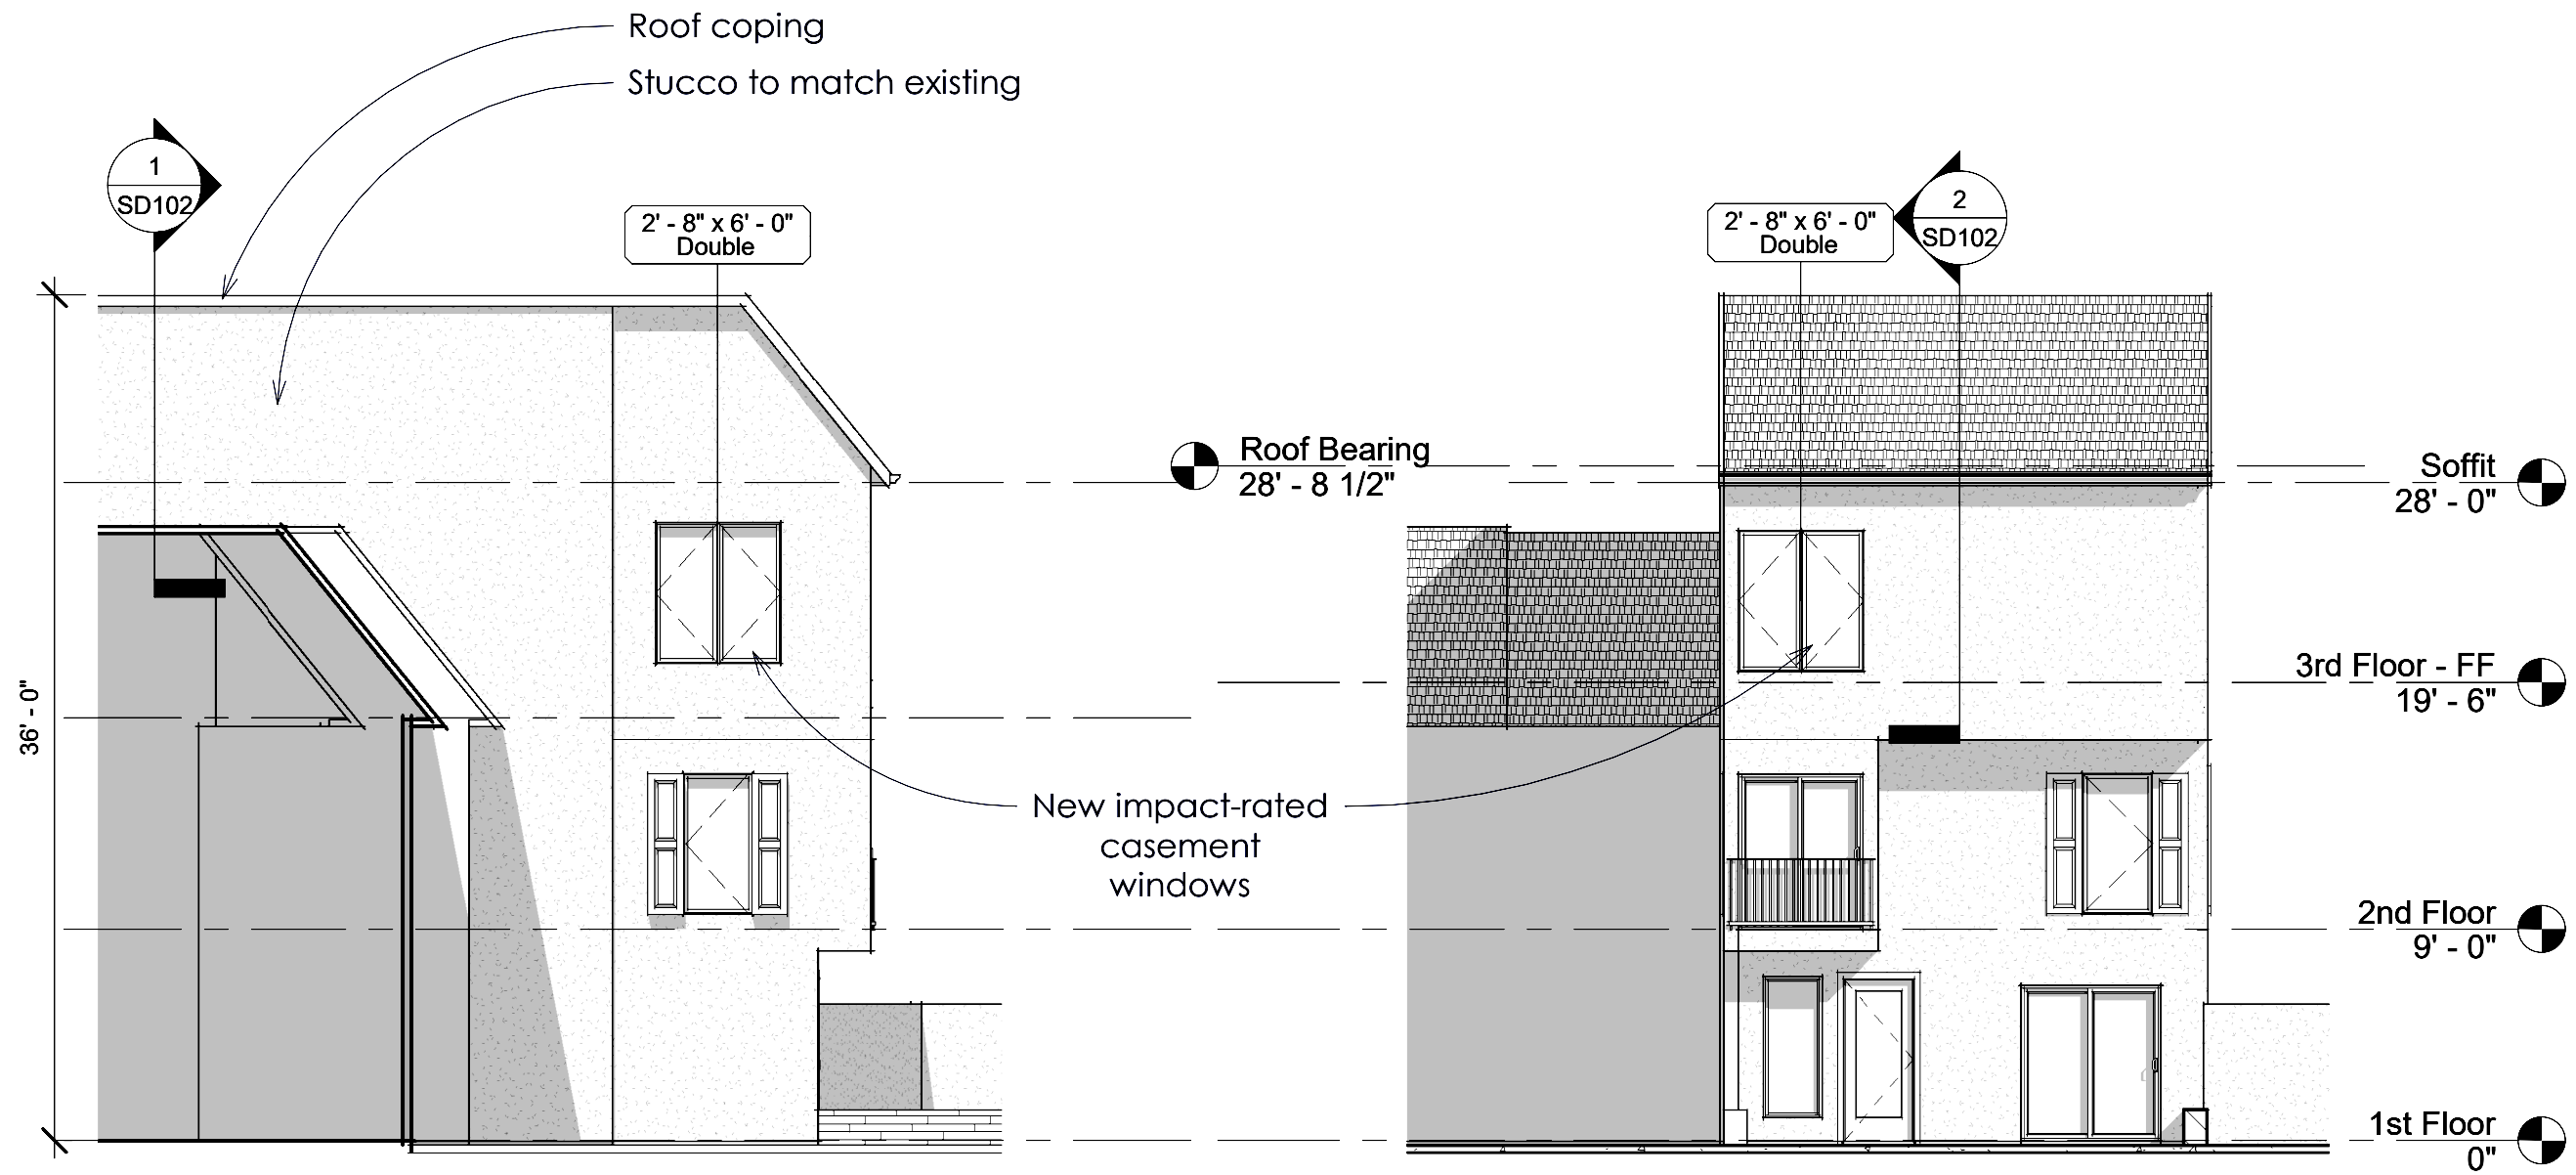 Roof coping
Stucco to match existing
1
SD102
2' - 8" x 6' - 0"
Double
2' - 8" x 6' - 0"
Double
2
SD102
Roof Bearing
28' - 8 1/2"
Soffit
28' - 0"
3rd Floor - FF
19' - 6"
36' - 0"
New impact-rated
casement
windows
2nd Floor
9' - 0"
1st Floor
0"